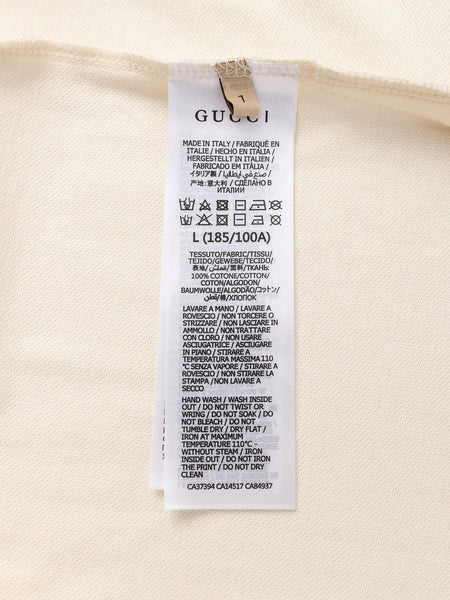 L
GUCCI
MADE IN ITALY / FABRIQUÉ EN
ITALIE / HECHO EN ITALIA /
HERGESTELLT IN ITALIEN /
FABRICADO EM ITÁLIA /
イタリア製 / صنع في ايطاليا /
产地：意大利 / СДЕЛАНО В
ИТАЛИИ
L (185/100A)
TESSUTO/FABRIC/TISSU/
TEJIDO/GEWEBE/TECIDO/
表地/قماش/面料/ТКАНЬ:
100% COTONE/COTTON/
COTON/ALGODON/
BAUMWOLLE/ALGODÃO/コットン/
قطن/棉/ХЛОПОК
LAVARE A MANO / LAVARE A
ROVESCIO / NON TORCERE O
STRIZZARE / NON LASCIARE IN
AMMOLLO / NON TRATTARE
CON CLORO / NON USARE
ASCIUGATRICE / ASCIUGARE
IN PIANO / STIRARE A
TEMPERATURA MASSIMA 110
°C SENZA VAPORE / STIRARE A
ROVESCIO / NON STIRARE LA
STAMPA /NON LAVARE A
SECCO
HAND WASH / WASH INSIDE
OUT / DO NOT TWIST OR
WRING / DO NOT SOAK / DO
NOT BLEACH / DO NOT
TUMBLE DRY / DRY FLAT /
IRON AT MAXIMUM
TEMPERATURE 110°C -
WITHOUT STEAM / IRON
INSIDE OUT / DO NOT IRON
THE PRINT / DO NOT DRY
CLEAN
CA37394 CA14517 CA84937